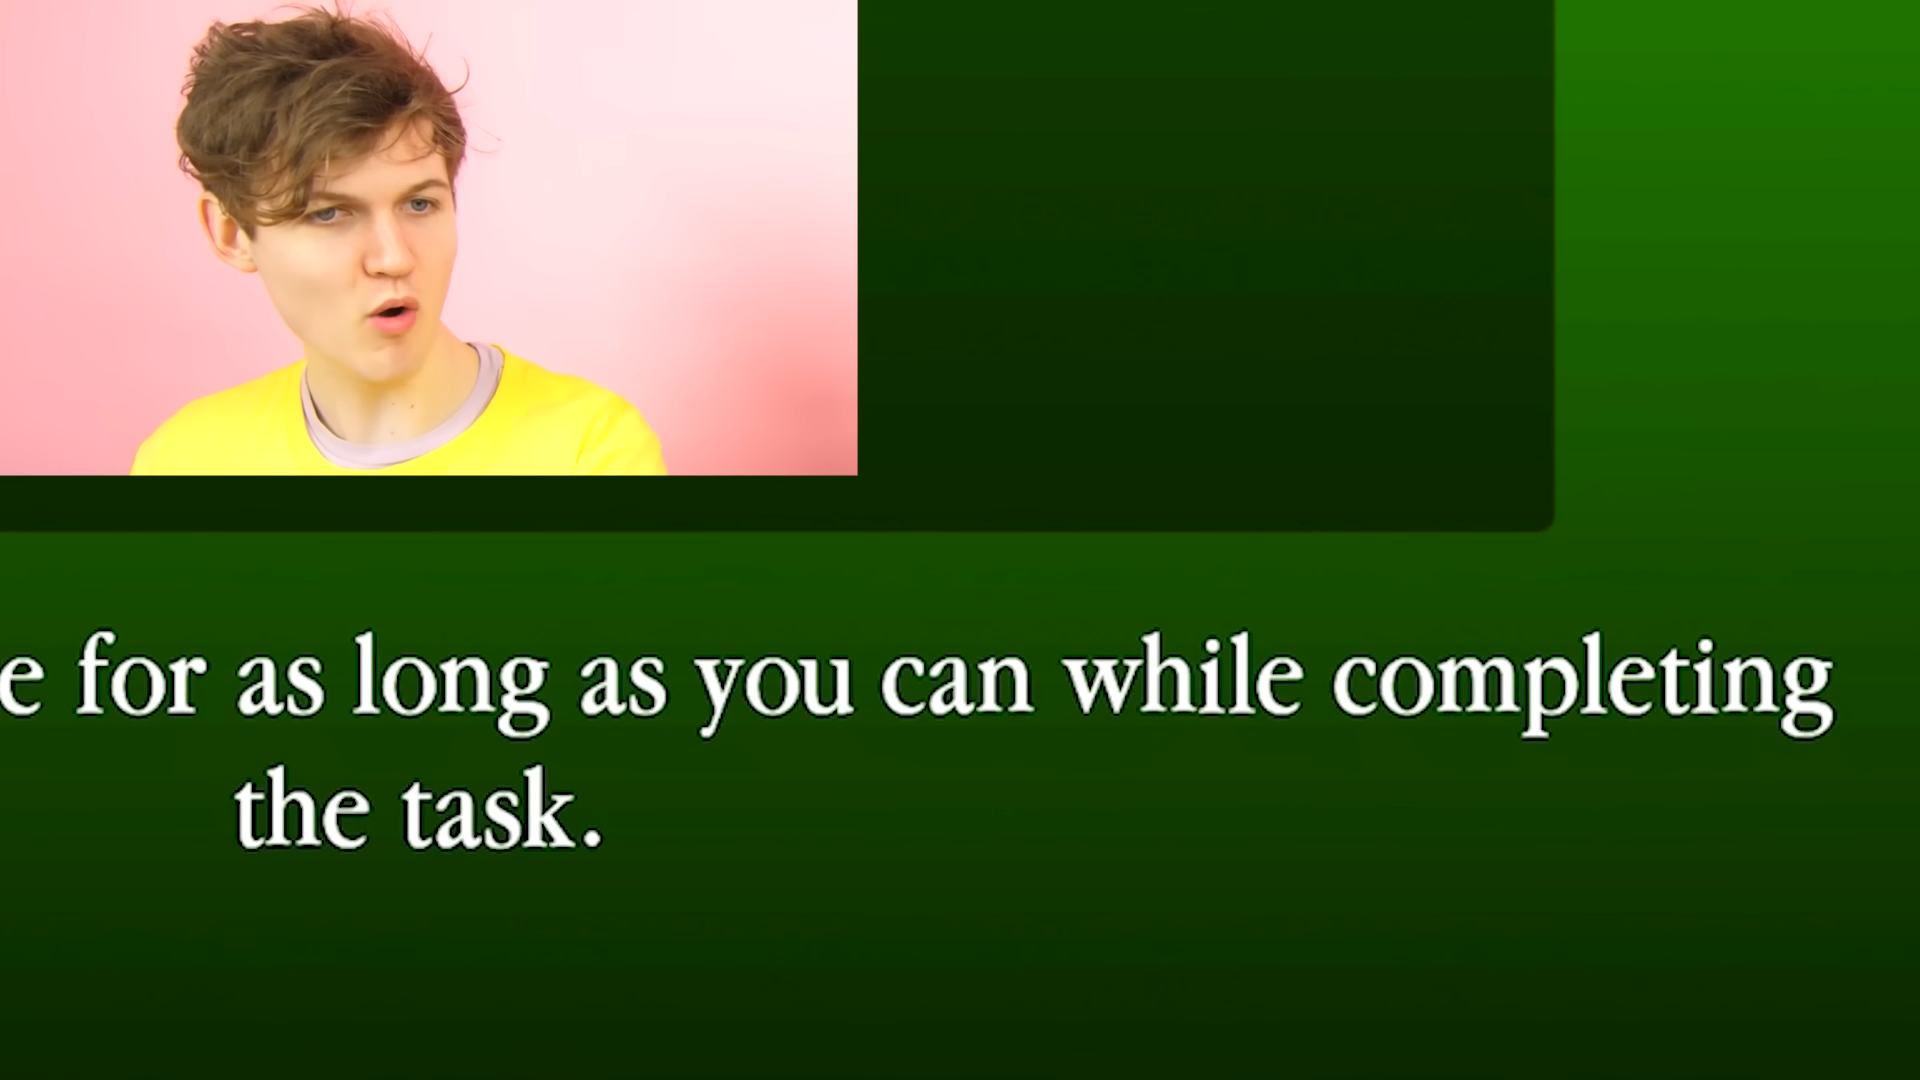 for as long as you can while completing
the task.